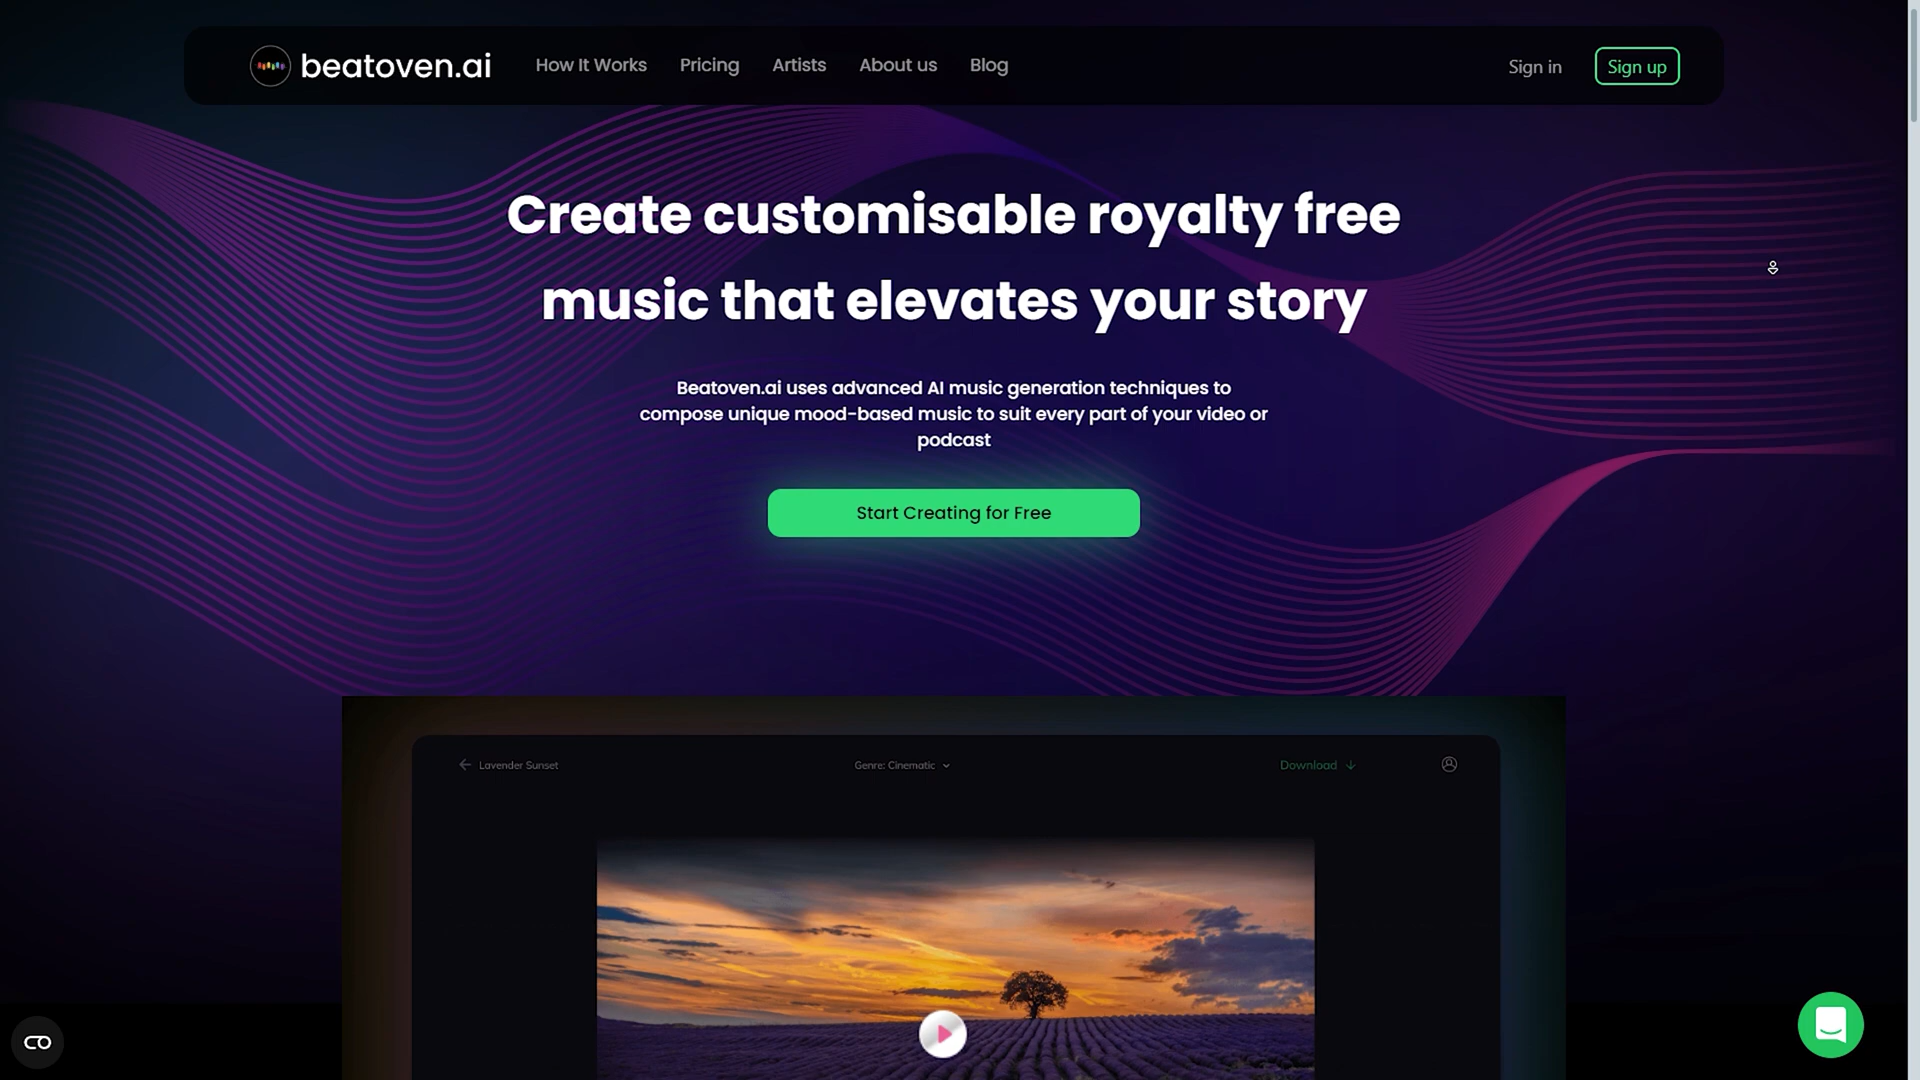 beatoven.ai
How It Works
Pricing
Artists
About us
Blog
Sign in
Sign up
Create customisable royalty free
music that elevates your story
Beatoven.ai uses advanced AI music generation techniques to
compose unique mood-based music to suit every part of your video or
podcast
Start Creating for Free
Lavender Sunset
Genre: Cinematic
Download